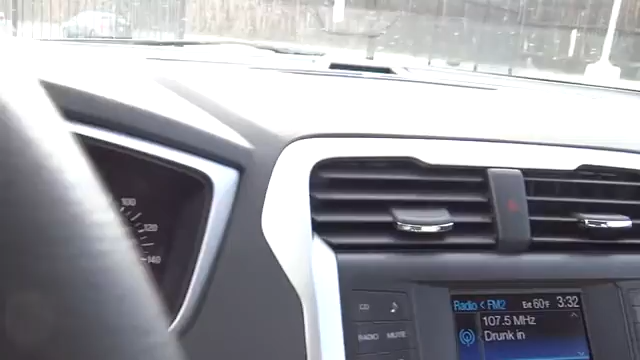 100
120
140
CD
RADIO MUTE
Radio < FM2 Ext 60°F 3:32
107.5 MHz
Drunk in